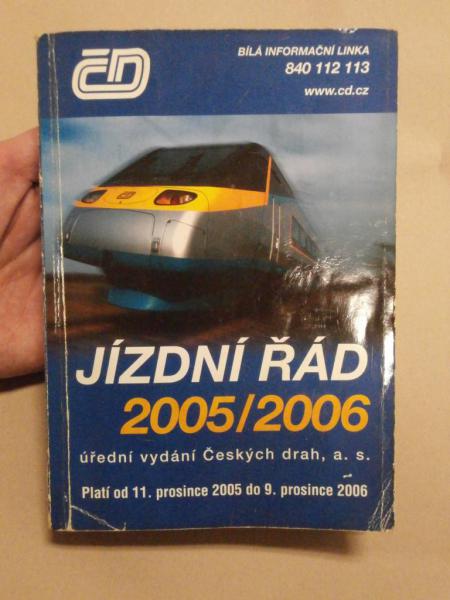 ČD
BÍLÁ INFORMAČNÍ LINKA
840 112 113
www.cd.cz
JÍZDNÍ ŘÁD
2005/2006
úřední vydání Českých drah, a. s.
Platí od 11. prosince 2005 do 9. prosince 2006